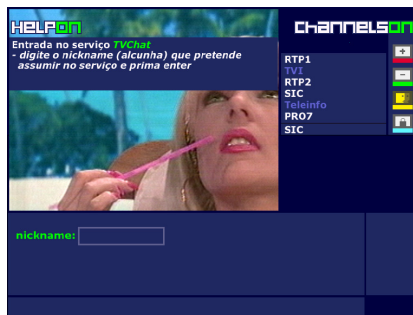 HELPON
Entrada no serviço TVChat
- digite o nickname (alcunha) que pretende
assumir no serviço e prima enter
nickname:
ChannelsON
RTP1
TVI
RTP2
SIC
Teleinfo
PRO7
SIC